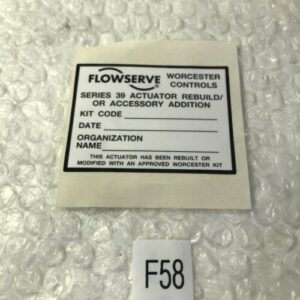 FLOWSERVE® WORCESTER
CONTROLS
SERIES 39 ACTUATOR REBUILD/
OR ACCESSORY ADDITION
KIT CODE
DATE
ORGANIZATION
NAME
THIS ACTUATOR HAS BEEN REBUILT OR
MODIFIED WITH AN APPROVED WORCESTER KIT
F58